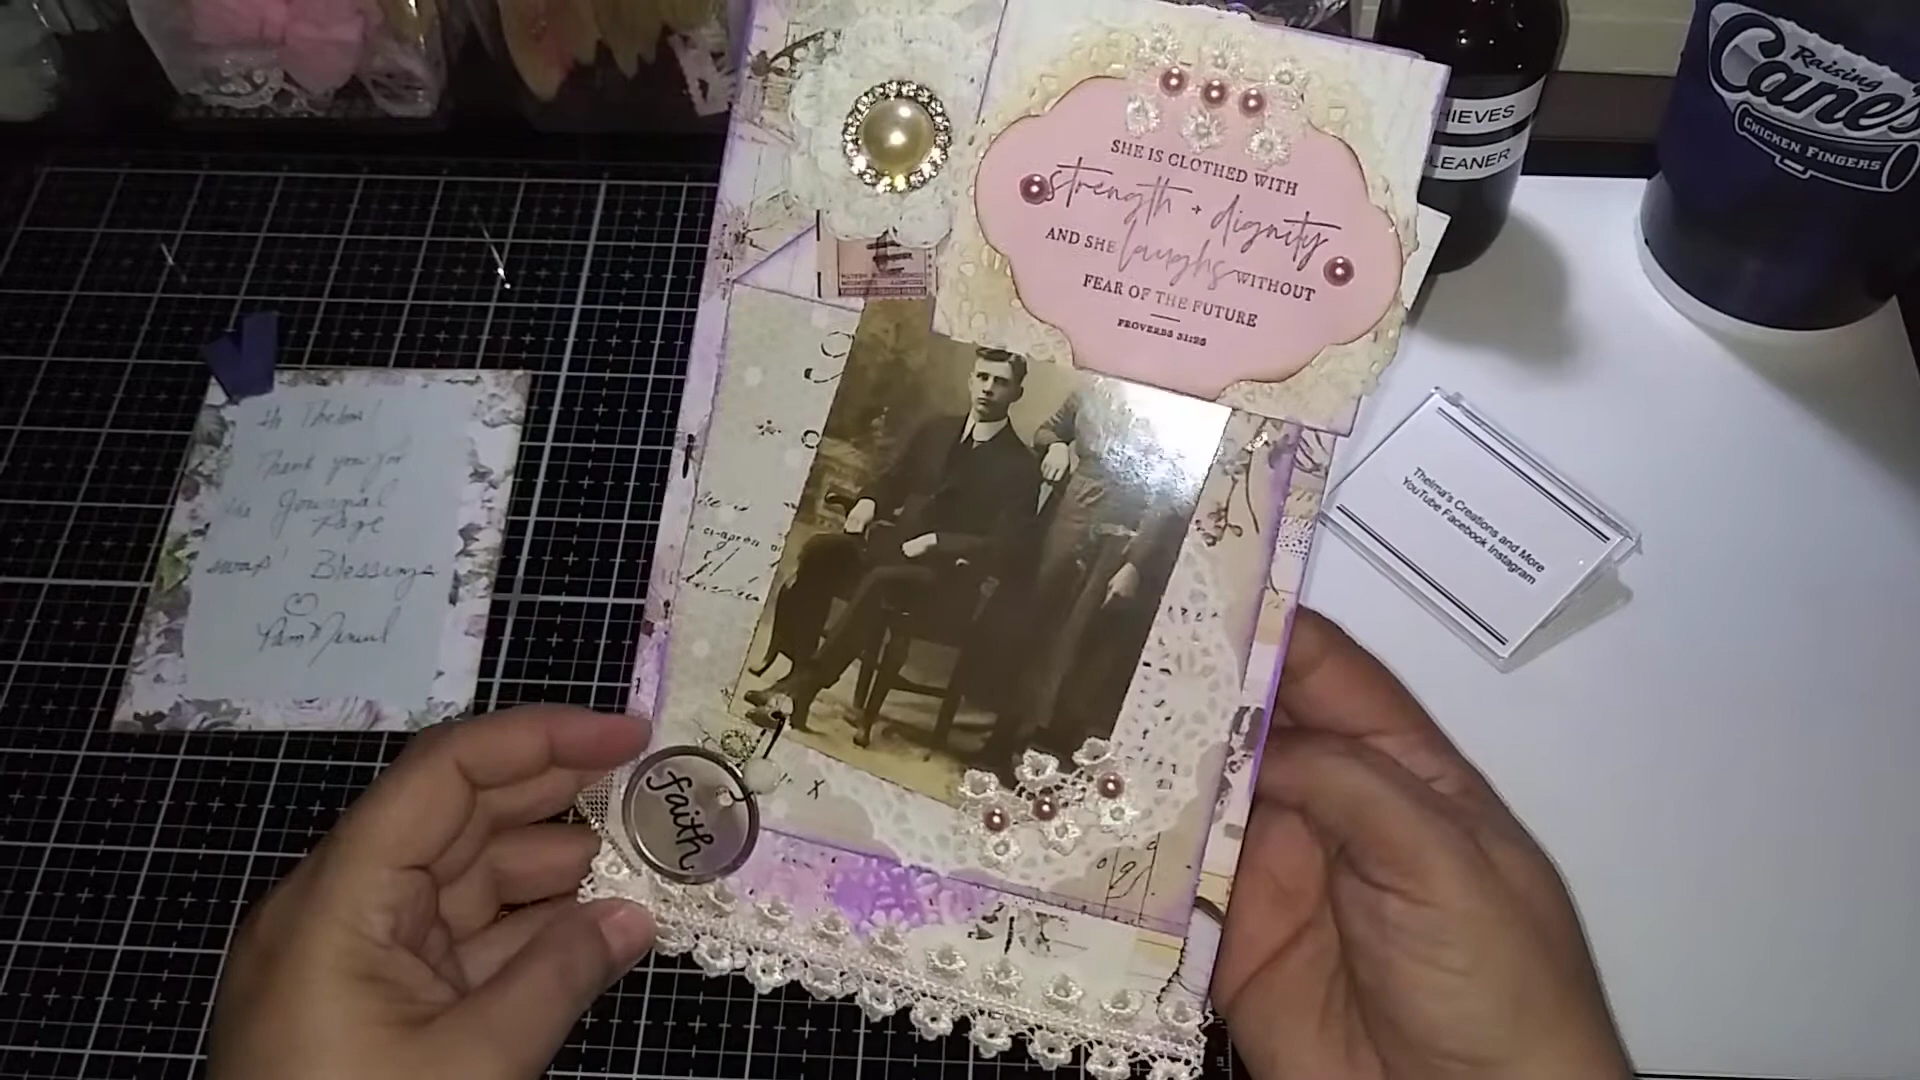 SHE IS CLOTHED WITH
strength + dignity
AND SHE laughs WITHOUT
FEAR OF THE FUTURE
PROVERBS 31:25
faith
Hi Thelma!
Thank you for
the Journal
Page
swap! Blessings
Pam
HIEVES
LEANER
Raising
Cane's
CHICKEN FINGERS
Thelma's Creations and More
YouTube Facebook Instagram